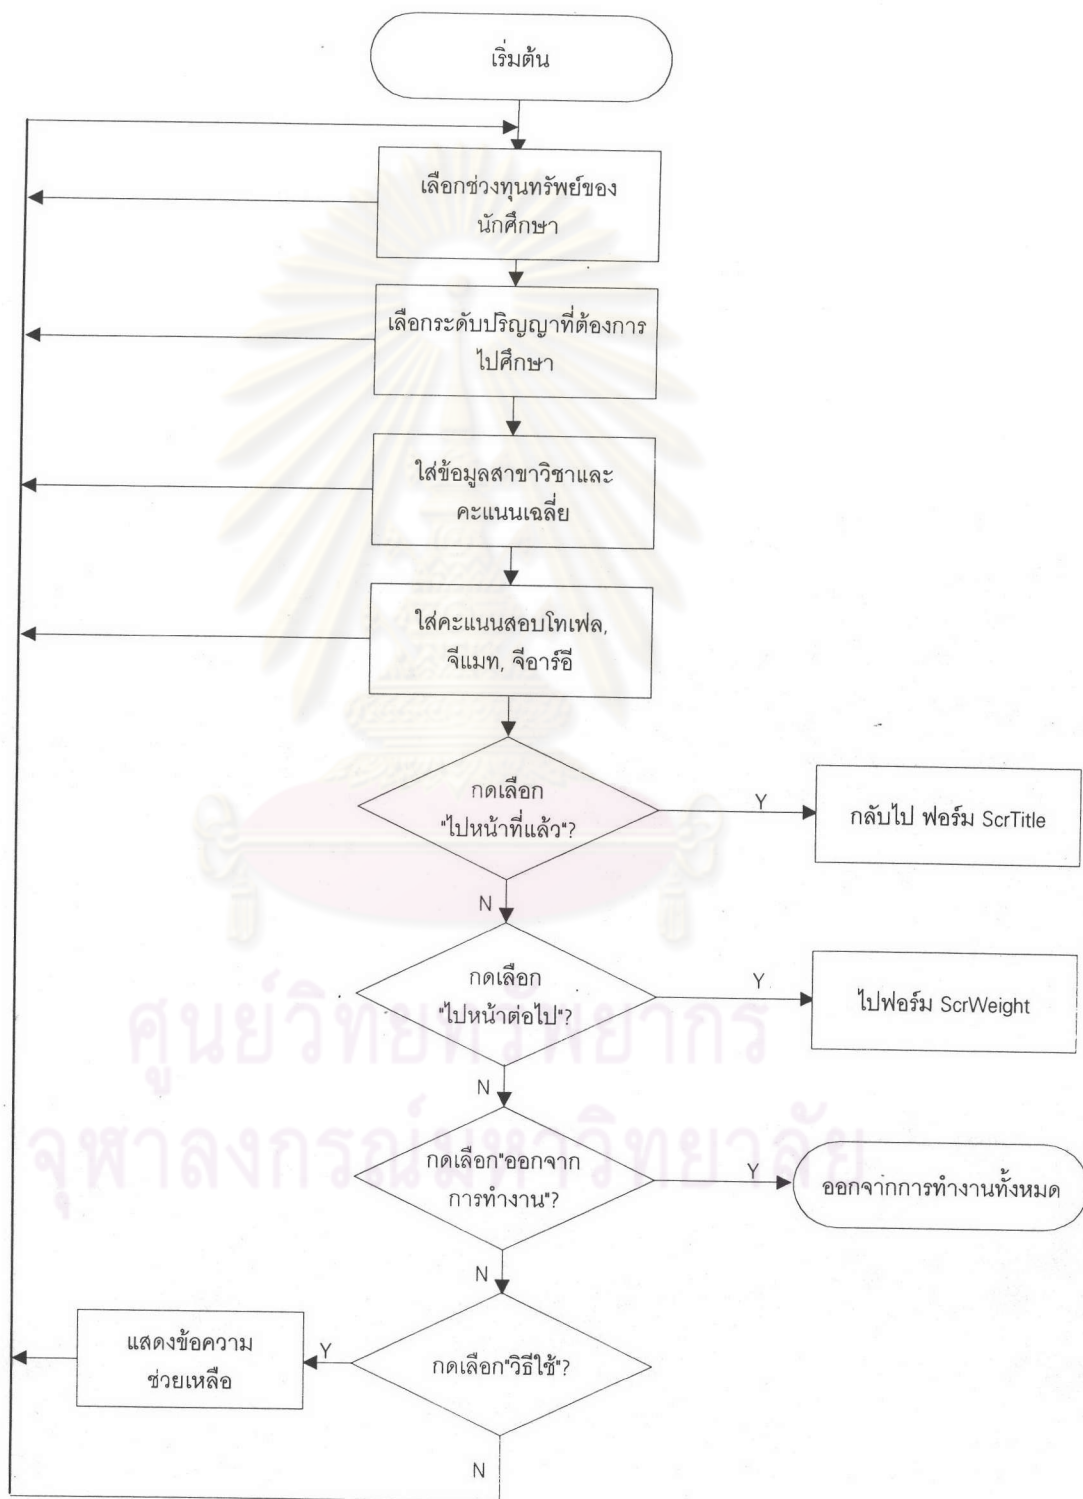 เริ่มต้น
เลือกช่วงทุนทรัพย์ของ
นักศึกษา
เลือกระดับปริญญาที่ต้องการ
ไปศึกษา
ใส่ข้อมูลสาขาวิชาและ
คะแนนเฉลี่ย
ใส่คะแนนสอบโทเฟล,
จีแมท, จีอาร์อี
กดเลือก
"ไปหน้าที่แล้ว"?
Y
กลับไป ฟอร์ม ScrTitle
N
กดเลือก
"ไปหน้าต่อไป"?
Y
ไปฟอร์ม ScrWeight
ศูนย์วิทยทรัพยากร
N
จุฬาลงกรณ์มหาวิทยาลัย
กดเลือก"ออกจาก
การทำงาน"?
Y
ออกจากการทำงานทั้งหมด
N
แสดงข้อความ
ช่วยเหลือ
Y
กดเลือก"วิธีใช้"?
N